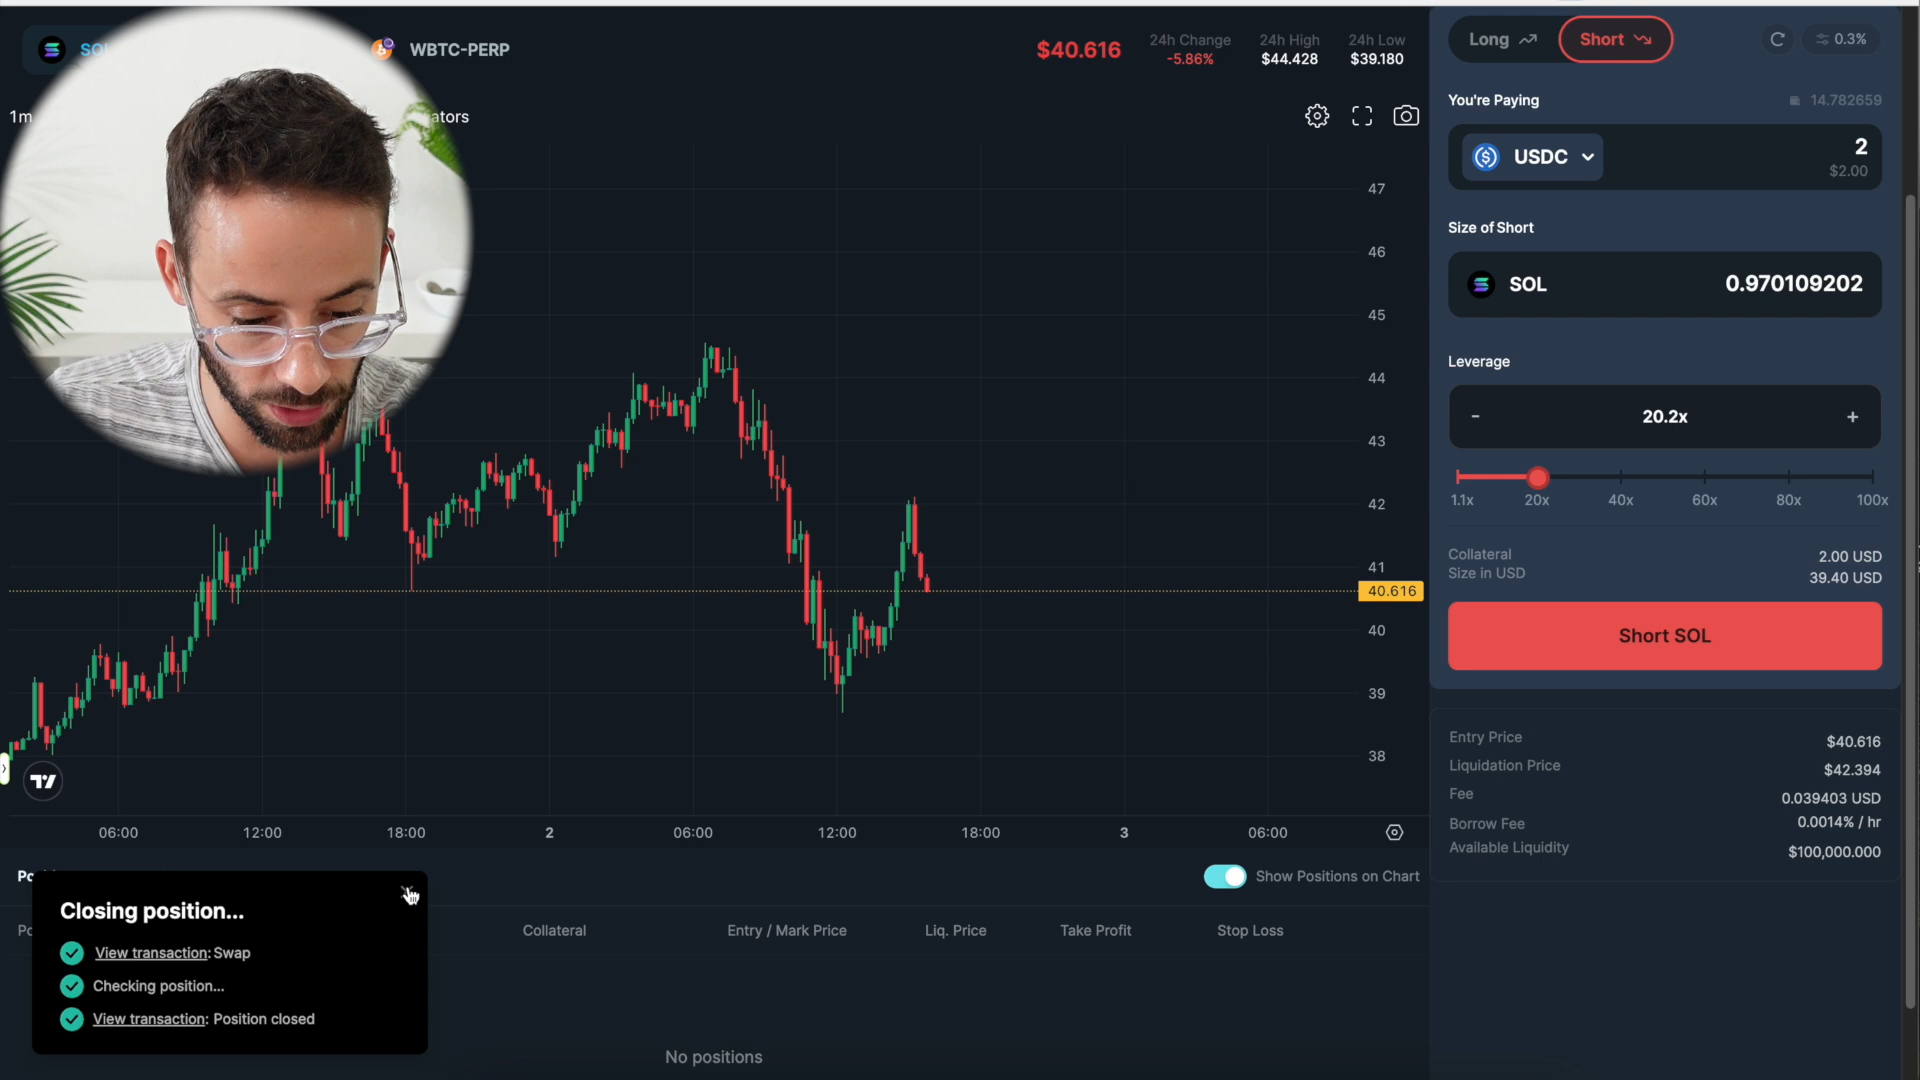 SOL
WBTC-PERP
$40.616
24h Change
-5.86%
24h High
$44.428
24h Low
$39.180
Long
Short
0.3%
1m
ators
You're Paying
14.782659
USDC
2
$2.00
Size of Short
SOL
0.970109202
Leverage
-
20.2x
+
1.1x
20x
40x
60x
80x
100x
Collateral
2.00 USD
Size in USD
39.40 USD
Short SOL
Entry Price
$40.616
Liquidation Price
$42.394
Fee
0.039403 USD
Borrow Fee
0.0014% / hr
Available Liquidity
$100,000.000
47
46
45
44
43
42
41
40.616
40
39
38
06:00
12:00
18:00
2
06:00
12:00
18:00
3
06:00
Show Positions on Chart
Collateral
Entry / Mark Price
Liq. Price
Take Profit
Stop Loss
Closing position...
View transaction: Swap
Checking position...
View transaction: Position closed
No positions